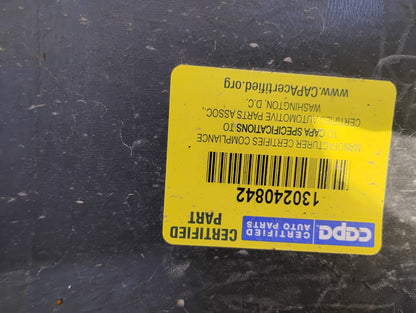 capa
CERTIFIED
AUTO PARTS
CERTIFIED
PART
130240842
MANUFACTURER CERTIFIES COMPLIANCE
TO CAPA SPECIFICATIONS TO
CERTIFIED AUTOMOTIVE PARTS ASSOC.,
WASHINGTON, D.C.
www.CAPAcertified.org